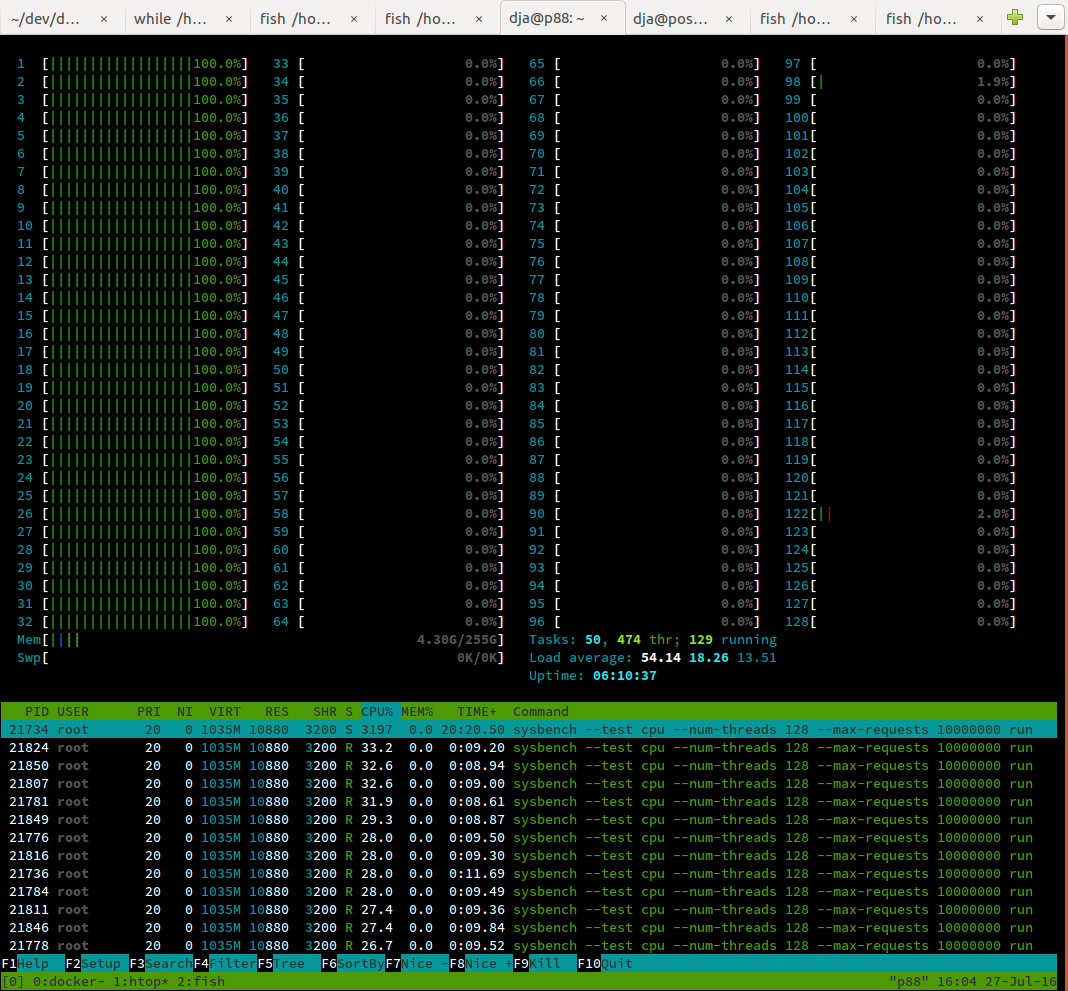 ~/dev/d... × while /h... × fish /ho... × fish /ho... × dja@p88: ~ × dja@pos... × fish /ho... × fish /ho... ×
1 [||||||||||||||||||100.0%] 33 [ 0.0%] 65 [ 0.0%] 97 [ 0.0%]
2 [||||||||||||||||||100.0%] 34 [ 0.0%] 66 [ 0.0%] 98 [| 1.9%]
3 [||||||||||||||||||100.0%] 35 [ 0.0%] 67 [ 0.0%] 99 [ 0.0%]
4 [||||||||||||||||||100.0%] 36 [ 0.0%] 68 [ 0.0%] 100[ 0.0%]
5 [||||||||||||||||||100.0%] 37 [ 0.0%] 69 [ 0.0%] 101[ 0.0%]
6 [||||||||||||||||||100.0%] 38 [ 0.0%] 70 [ 0.0%] 102[ 0.0%]
7 [||||||||||||||||||100.0%] 39 [ 0.0%] 71 [ 0.0%] 103[ 0.0%]
8 [||||||||||||||||||100.0%] 40 [ 0.0%] 72 [ 0.0%] 104[ 0.0%]
9 [||||||||||||||||||100.0%] 41 [ 0.0%] 73 [ 0.0%] 105[ 0.0%]
10 [||||||||||||||||||100.0%] 42 [ 0.0%] 74 [ 0.0%] 106[ 0.0%]
11 [||||||||||||||||||100.0%] 43 [ 0.0%] 75 [ 0.0%] 107[ 0.0%]
12 [||||||||||||||||||100.0%] 44 [ 0.0%] 76 [ 0.0%] 108[ 0.0%]
13 [||||||||||||||||||100.0%] 45 [ 0.0%] 77 [ 0.0%] 109[ 0.0%]
14 [||||||||||||||||||100.0%] 46 [ 0.0%] 78 [ 0.0%] 110[ 0.0%]
15 [||||||||||||||||||100.0%] 47 [ 0.0%] 79 [ 0.0%] 111[ 0.0%]
16 [||||||||||||||||||100.0%] 48 [ 0.0%] 80 [ 0.0%] 112[ 0.0%]
17 [||||||||||||||||||100.0%] 49 [ 0.0%] 81 [ 0.0%] 113[ 0.0%]
18 [||||||||||||||||||100.0%] 50 [ 0.0%] 82 [ 0.0%] 114[ 0.0%]
19 [||||||||||||||||||100.0%] 51 [ 0.0%] 83 [ 0.0%] 115[ 0.0%]
20 [||||||||||||||||||100.0%] 52 [ 0.0%] 84 [ 0.0%] 116[ 0.0%]
21 [||||||||||||||||||100.0%] 53 [ 0.0%] 85 [ 0.0%] 117[ 0.0%]
22 [||||||||||||||||||100.0%] 54 [ 0.0%] 86 [ 0.0%] 118[ 0.0%]
23 [||||||||||||||||||100.0%] 55 [ 0.0%] 87 [ 0.0%] 119[ 0.0%]
24 [||||||||||||||||||100.0%] 56 [ 0.0%] 88 [ 0.0%] 120[ 0.0%]
25 [||||||||||||||||||100.0%] 57 [ 0.0%] 89 [ 0.0%] 121[ 0.0%]
26 [||||||||||||||||||100.0%] 58 [ 0.0%] 90 [ 0.0%] 122[|| 2.0%]
27 [||||||||||||||||||100.0%] 59 [ 0.0%] 91 [ 0.0%] 123[ 0.0%]
28 [||||||||||||||||||100.0%] 60 [ 0.0%] 92 [ 0.0%] 124[ 0.0%]
29 [||||||||||||||||||100.0%] 61 [ 0.0%] 93 [ 0.0%] 125[ 0.0%]
30 [||||||||||||||||||100.0%] 62 [ 0.0%] 94 [ 0.0%] 126[ 0.0%]
31 [||||||||||||||||||100.0%] 63 [ 0.0%] 95 [ 0.0%] 127[ 0.0%]
32 [||||||||||||||||||100.0%] 64 [ 0.0%] 96 [ 0.0%] 128[ 0.0%]
Mem[|||| 4.30G/255G] Tasks: 50, 474 thr; 129 running
Swp[ 0K/0K] Load average: 54.14 18.26 13.51
Uptime: 06:10:37
PID USER PRI NI VIRT RES SHR S CPU% MEM% TIME+ Command
21734 root 20 0 1035M 10880 3200 S 3197 0.0 20:20.50 sysbench --test cpu --num-threads 128 --max-requests 10000000 run
21824 root 20 0 1035M 10880 3200 R 33.2 0.0 0:09.20 sysbench --test cpu --num-threads 128 --max-requests 10000000 run
21850 root 20 0 1035M 10880 3200 R 32.6 0.0 0:08.94 sysbench --test cpu --num-threads 128 --max-requests 10000000 run
21807 root 20 0 1035M 10880 3200 R 32.6 0.0 0:09.00 sysbench --test cpu --num-threads 128 --max-requests 10000000 run
21781 root 20 0 1035M 10880 3200 R 31.9 0.0 0:08.61 sysbench --test cpu --num-threads 128 --max-requests 10000000 run
21849 root 20 0 1035M 10880 3200 R 29.3 0.0 0:08.87 sysbench --test cpu --num-threads 128 --max-requests 10000000 run
21776 root 20 0 1035M 10880 3200 R 28.0 0.0 0:09.50 sysbench --test cpu --num-threads 128 --max-requests 10000000 run
21816 root 20 0 1035M 10880 3200 R 28.0 0.0 0:09.30 sysbench --test cpu --num-threads 128 --max-requests 10000000 run
21736 root 20 0 1035M 10880 3200 R 28.0 0.0 0:11.69 sysbench --test cpu --num-threads 128 --max-requests 10000000 run
21784 root 20 0 1035M 10880 3200 R 28.0 0.0 0:09.49 sysbench --test cpu --num-threads 128 --max-requests 10000000 run
21811 root 20 0 1035M 10880 3200 R 27.4 0.0 0:09.36 sysbench --test cpu --num-threads 128 --max-requests 10000000 run
21846 root 20 0 1035M 10880 3200 R 27.4 0.0 0:09.84 sysbench --test cpu --num-threads 128 --max-requests 10000000 run
21778 root 20 0 1035M 10880 3200 R 26.7 0.0 0:09.52 sysbench --test cpu --num-threads 128 --max-requests 10000000 run
F1Help F2Setup F3SearchF4FilterF5Tree F6SortByF7Nice -F8Nice +F9Kill F10Quit
[0] 0:docker- 1:htop* 2:fish "p88" 16:04 27-Jul-16